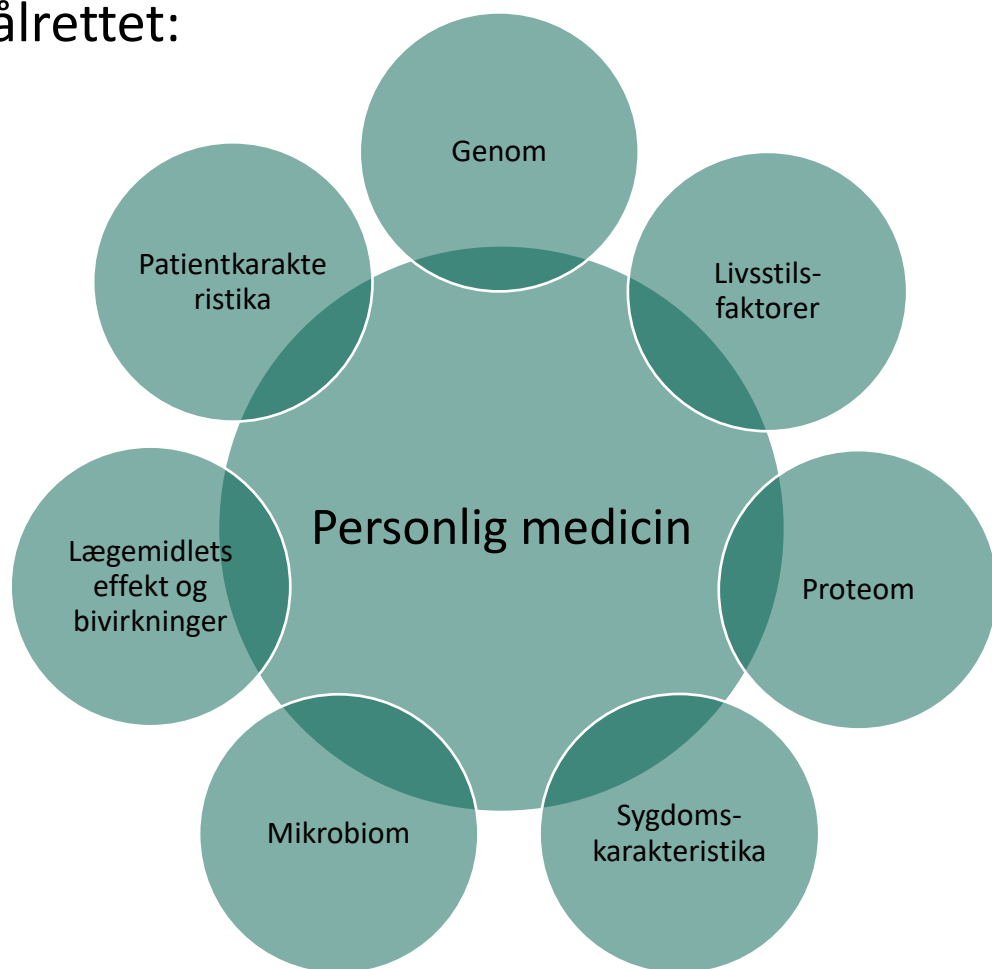 ålrettet:
Genom
Patientkarakte
ristika
Livsstils-
faktorer
Personlig medicin
Lægemidlets
effekt og
bivirkninger
Proteom
Mikrobiom
Sygdoms-
karakteristika